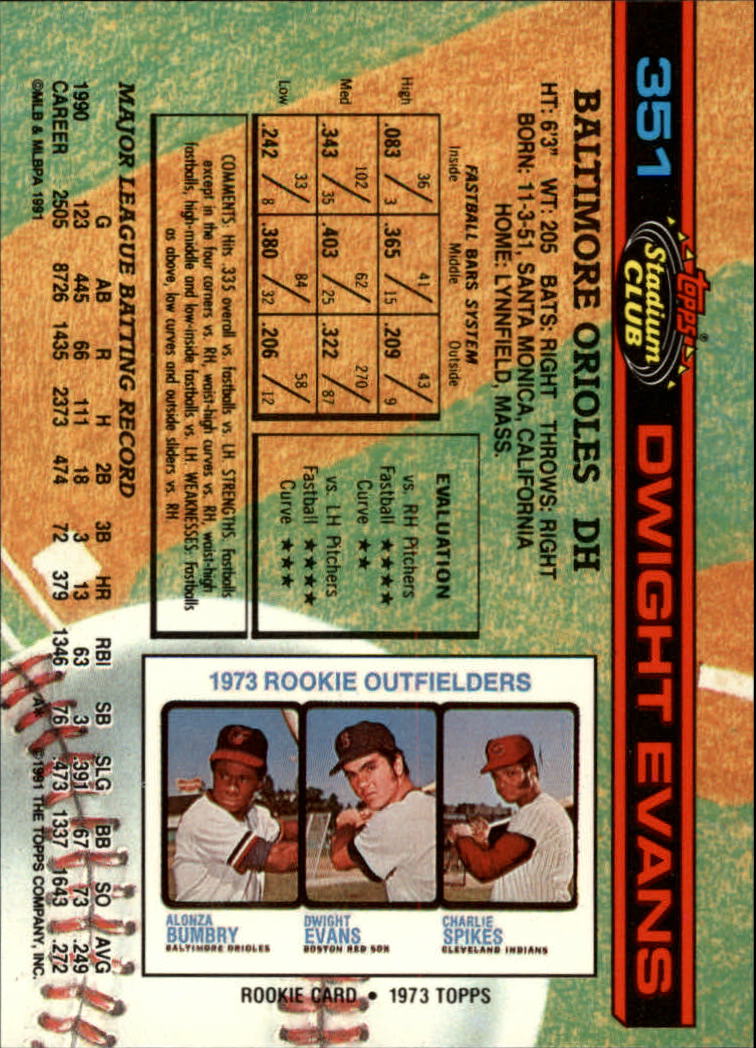 351
Topps®
Stadium
CLUB
DWIGHT EVANS
BALTIMORE ORIOLES DH
HT: 6'3" WT: 205 BATS: RIGHT THROWS: RIGHT
BORN: 11-3-51, SANTA MONICA, CALIFORNIA
HOME: LYNNFIELD, MASS.
FASTBALL BARS SYSTEM
Inside Middle Outside
High .083 36/3 .365 41/15 .209 43/9
Med .343 102/35 .403 62/25 .322 270/87
Low .242 33/8 .380 84/32 .206 58/12
EVALUATION
vs. RH Pitchers
Fastball ★★★★
Curve ★★
vs. LH Pitchers
Fastball ★★★★
Curve ★★★
COMMENTS: Hits .335 overall vs. fastballs vs. LH. STRENGTHS: Fastballs
except in the four corners vs. RH, waist-high curves vs. RH, waist-high
fastballs, high-middle and low-inside fastballs vs. LH. WEAKNESSES: Fastballs
as above, low curves and outside sliders vs. RH.
1973 ROOKIE OUTFIELDERS
ALONZA
BUMBRY
BALTIMORE ORIOLES
DWIGHT
EVANS
BOSTON RED SOX
CHARLIE
SPIKES
CLEVELAND INDIANS
ROOKIE CARD • 1973 TOPPS
MAJOR LEAGUE BATTING RECORD
G AB R H 2B 3B HR RBI SB SLG BB SO AVG
1990 123 445 66 111 18 3 13 63 3 .391 67 73 .249
CAREER 2505 8726 1435 2373 474 72 379 1346 76 .473 1337 1643 .272
©MLB & MLBPA 1991
©1991 THE TOPPS COMPANY, INC.